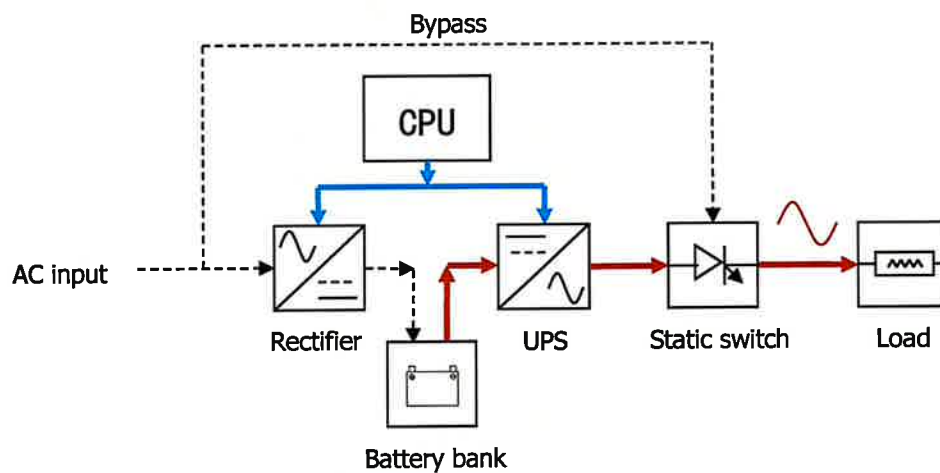 Bypass
CPU
AC input
Rectifier
UPS
Static switch
Load
Battery bank